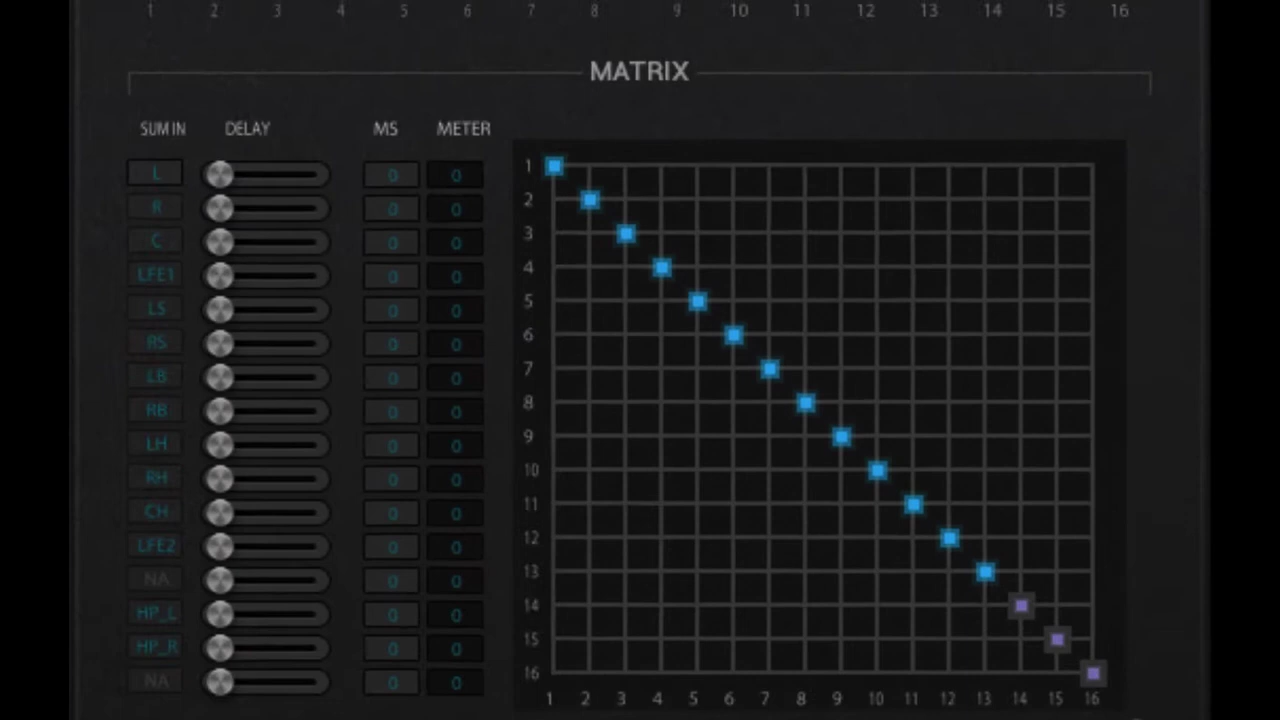 1 2 3 4 5 6 7 8 9 10 11 12 13 14 15 16
MATRIX
SUM IN DELAY MS METER
L 0 0 1
R 0 0 2
C 0 0 3
LFE1 0 0 4
LS 0 0 5
RS 0 0 6
LB 0 0 7
RB 0 0 8
LH 0 0 9
RH 0 0 10
CH 0 0 11
LFE2 0 0 12
NA 0 0 13
HP_L 0 0 14
HP_R 0 0 15
NA 0 0 16
1 2 3 4 5 6 7 8 9 10 11 12 13 14 15 16